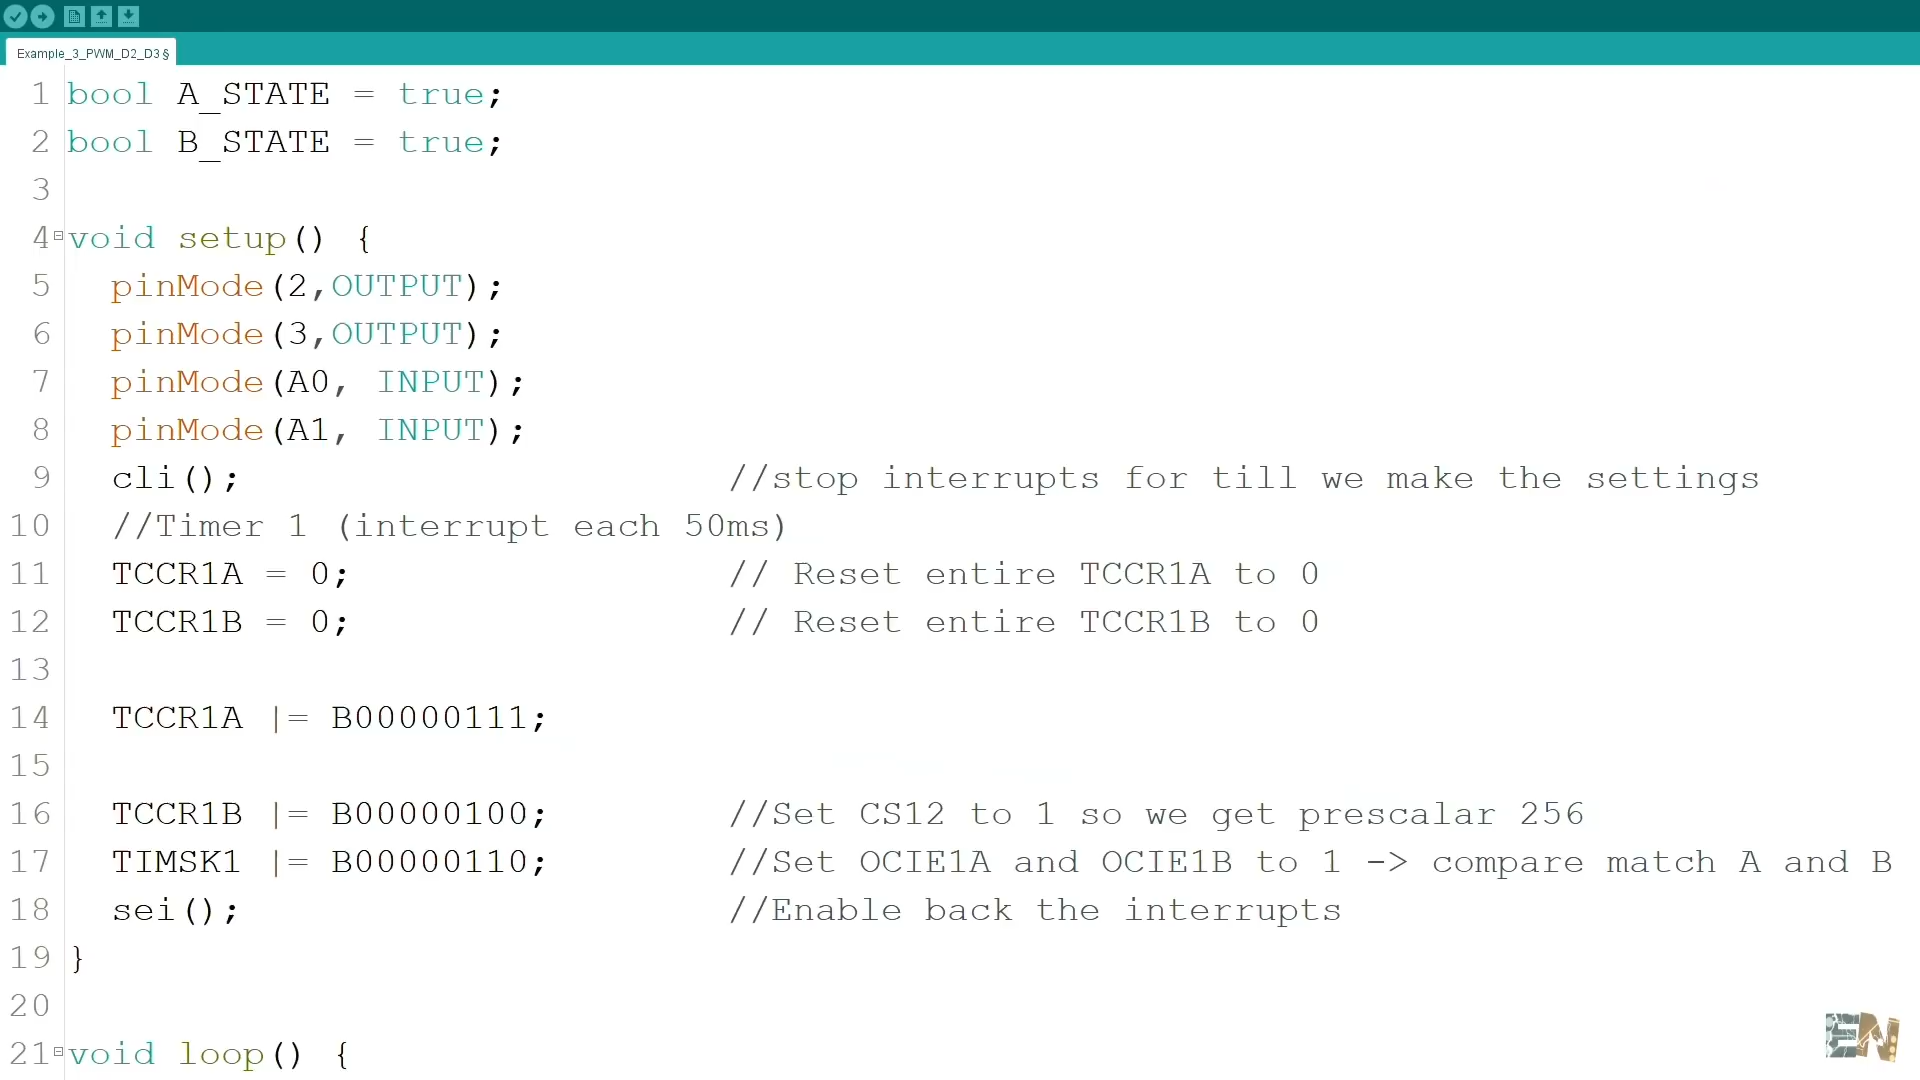 Example_3_PWM_D2_D3 §
1 bool A_STATE = true;
2 bool B_STATE = true;
3
4 void setup() {
5 pinMode(2,OUTPUT);
6 pinMode(3,OUTPUT);
7 pinMode(A0, INPUT);
8 pinMode(A1, INPUT);
9 cli(); //stop interrupts for till we make the settings
10 //Timer 1 (interrupt each 50ms)
11 TCCR1A = 0; // Reset entire TCCR1A to 0
12 TCCR1B = 0; // Reset entire TCCR1B to 0
13
14 TCCR1A |= B00000111;
15
16 TCCR1B |= B00000100; //Set CS12 to 1 so we get prescalar 256
17 TIMSK1 |= B00000110; //Set OCIE1A and OCIE1B to 1 -> compare match A and B
18 sei(); //Enable back the interrupts
19 }
20
21 void loop() {
EN